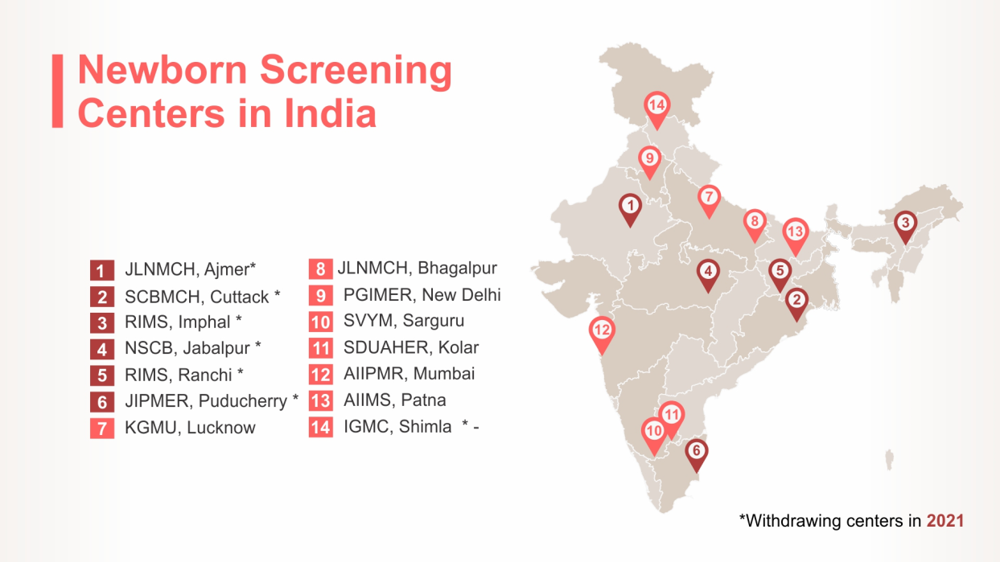 Newborn Screening
Centers in India
1 JLNMCH, Ajmer*
2 SCBMCH, Cuttack *
3 RIMS, Imphal *
4 NSCB, Jabalpur *
5 RIMS, Ranchi *
6 JIPMER, Puducherry *
7 KGMU, Lucknow
8 JLNMCH, Bhagalpur
9 PGIMER, New Delhi
10 SVYM, Sarguru
11 SDUAHER, Kolar
12 AIIPMR, Mumbai
13 AIIMS, Patna
14 IGMC, Shimla * -
14
9
7
1
8
3
13
4
5
2
12
11
10
6
*Withdrawing centers in 2021